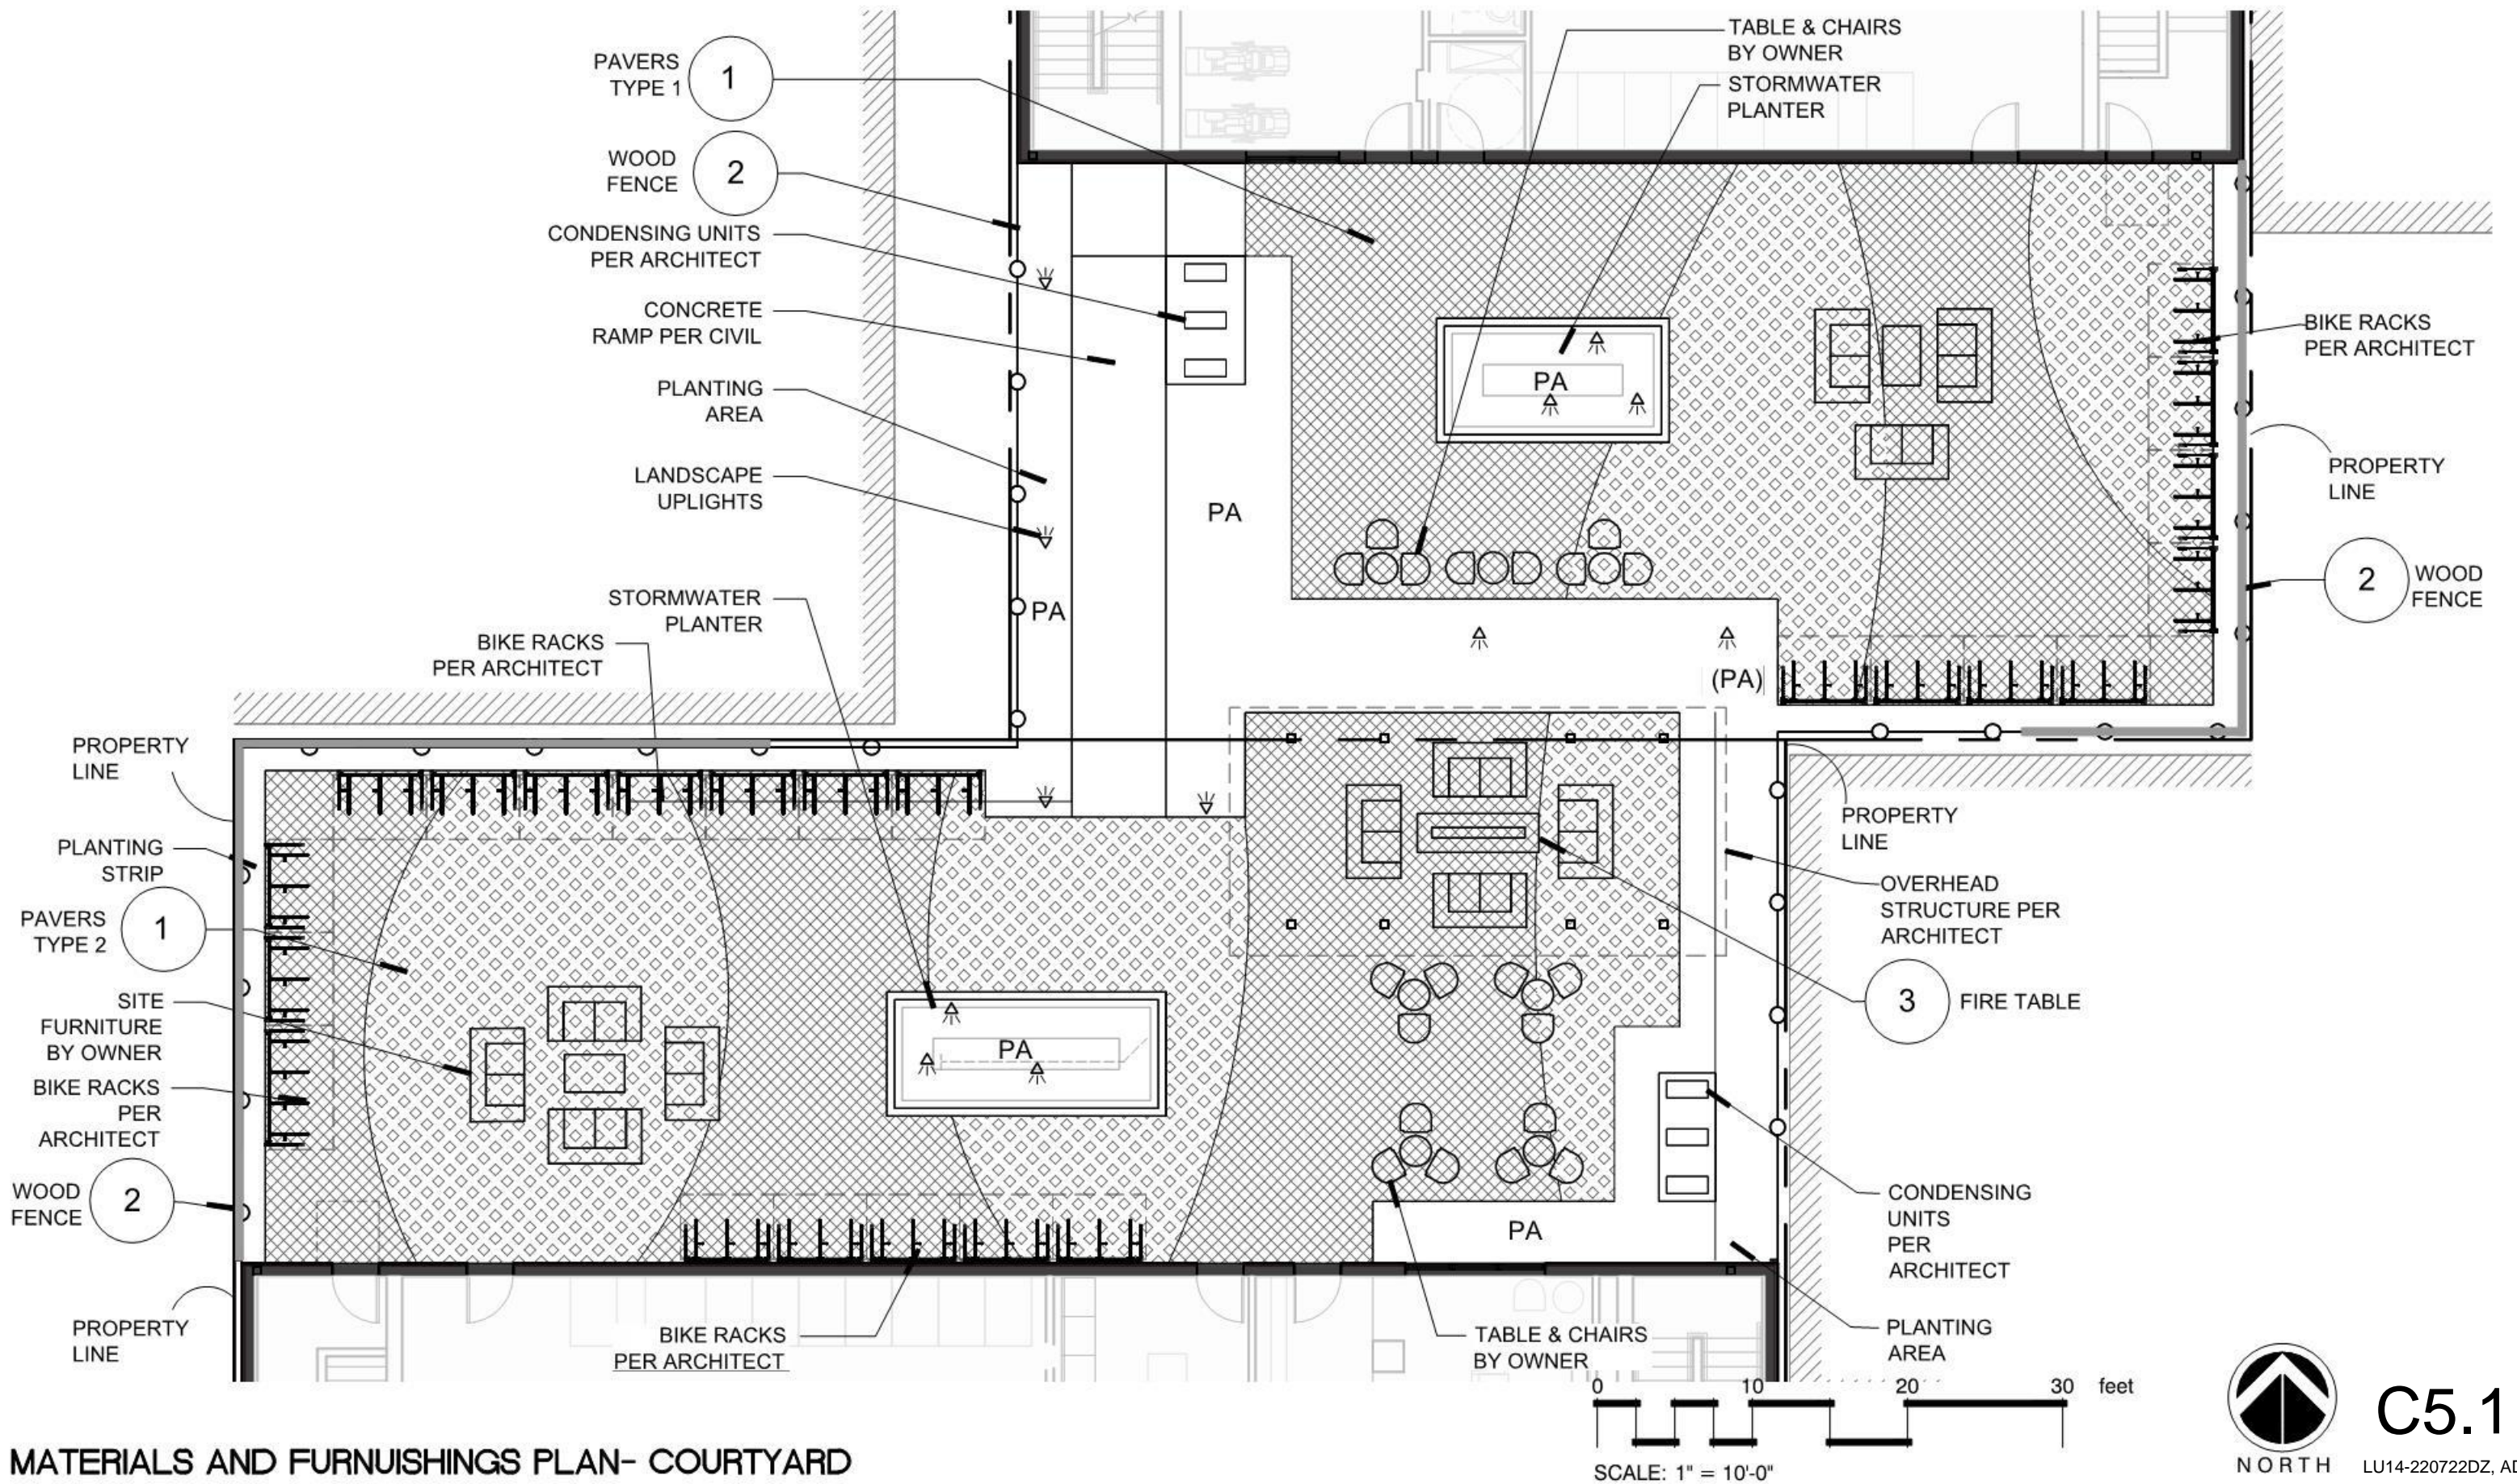 PAVERS
TYPE 1
1
WOOD
FENCE
2
CONDENSING UNITS
PER ARCHITECT
CONCRETE
RAMP PER CIVIL
PLANTING
AREA
LANDSCAPE
UPLIGHTS
STORMWATER
PLANTER
BIKE RACKS
PER ARCHITECT
TABLE & CHAIRS
BY OWNER
STORMWATER
PLANTER
PA
PA
PA
(PA)
BIKE RACKS
PER ARCHITECT
PROPERTY
LINE
2
WOOD
FENCE
PROPERTY
LINE
PLANTING
STRIP
PAVERS
TYPE 2
1
SITE
FURNITURE
BY OWNER
BIKE RACKS
PER
ARCHITECT
WOOD
FENCE
2
PROPERTY
LINE
PA
PA
PROPERTY
LINE
OVERHEAD
STRUCTURE PER
ARCHITECT
3
FIRE TABLE
CONDENSING
UNITS
PER
ARCHITECT
PLANTING
AREA
BIKE RACKS
PER ARCHITECT
TABLE & CHAIRS
BY OWNER
0 10 20 30 feet
SCALE: 1" = 10'-0"
NORTH
C5.1
LU14-220722DZ,
MATERIALS AND FURNUISHINGS PLAN- COURTYARD